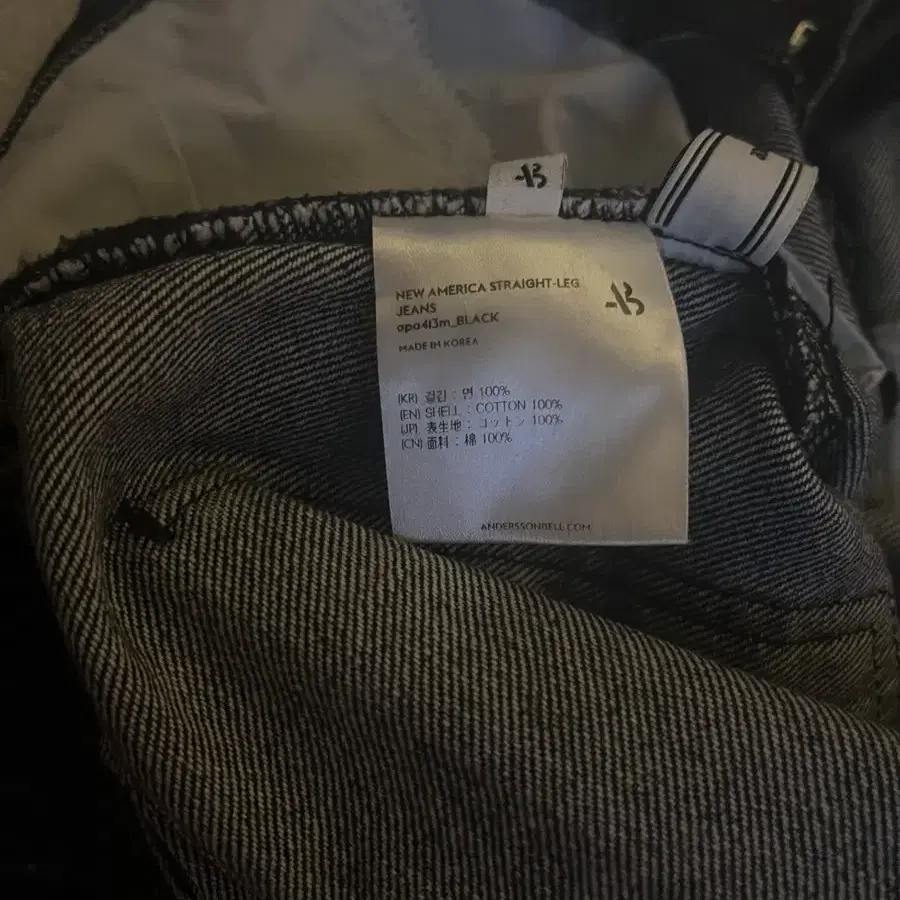 NEW AMERICA STRAIGHT-LEG
JEANS
apa413m_BLACK
MADE IN KOREA
(KR) 겉감 : 면 100%
(EN) SHELL : COTTON 100%
(JP) 表生地 : コットン 100%
(CN) 面料 : 棉 100%
ANDERSSONBELL.COM